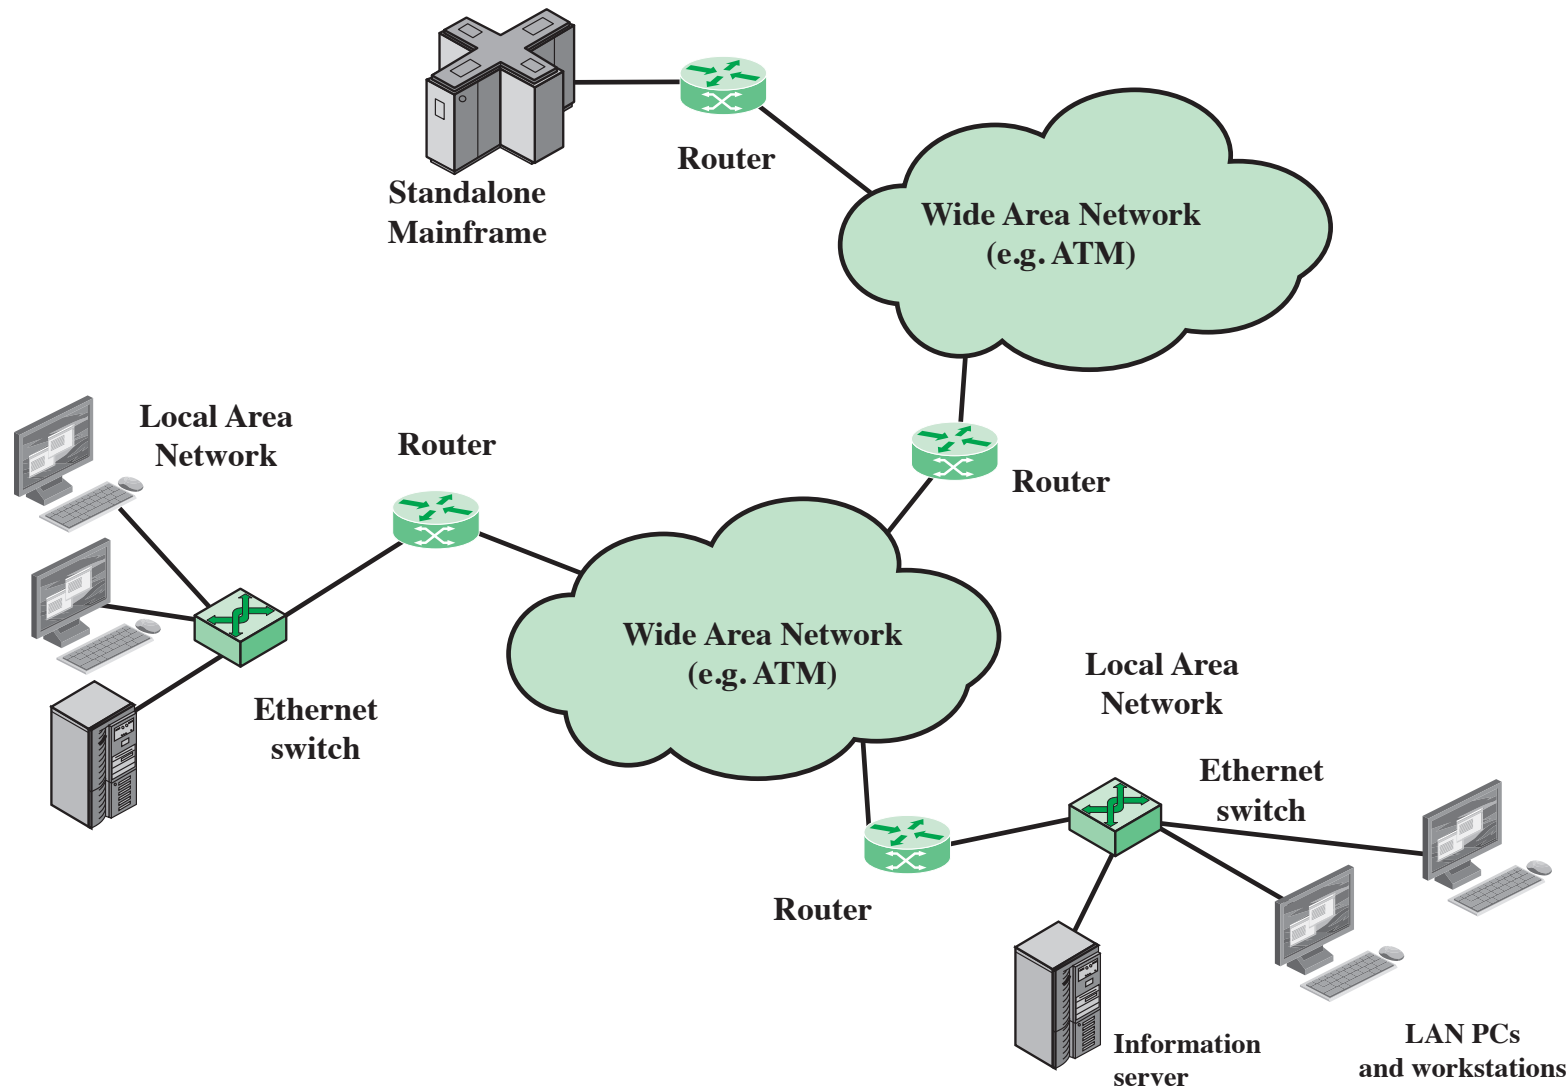 Router
Standalone
Mainframe
Wide Area Network
(e.g. ATM)
Local Area
Network
Router
Router
Wide Area Network
(e.g. ATM)
Local Area
Network
Ethernet
switch
Ethernet
switch
Router
Information
server
LAN PCs
and workstations